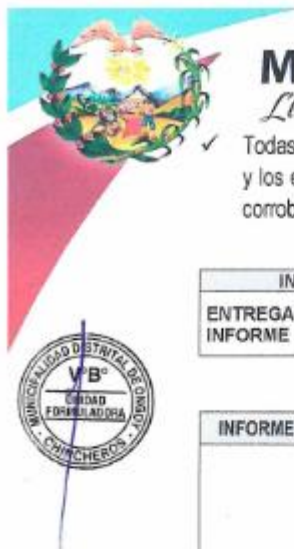 M
Todas
y los e
corrob
IN
ENTREGA
INFORME
MUNICIPALIDAD DISTRITAL DE ONGOY
V°B°
UNIDAD
FORMULADORA
CHINCHEROS
INFORME